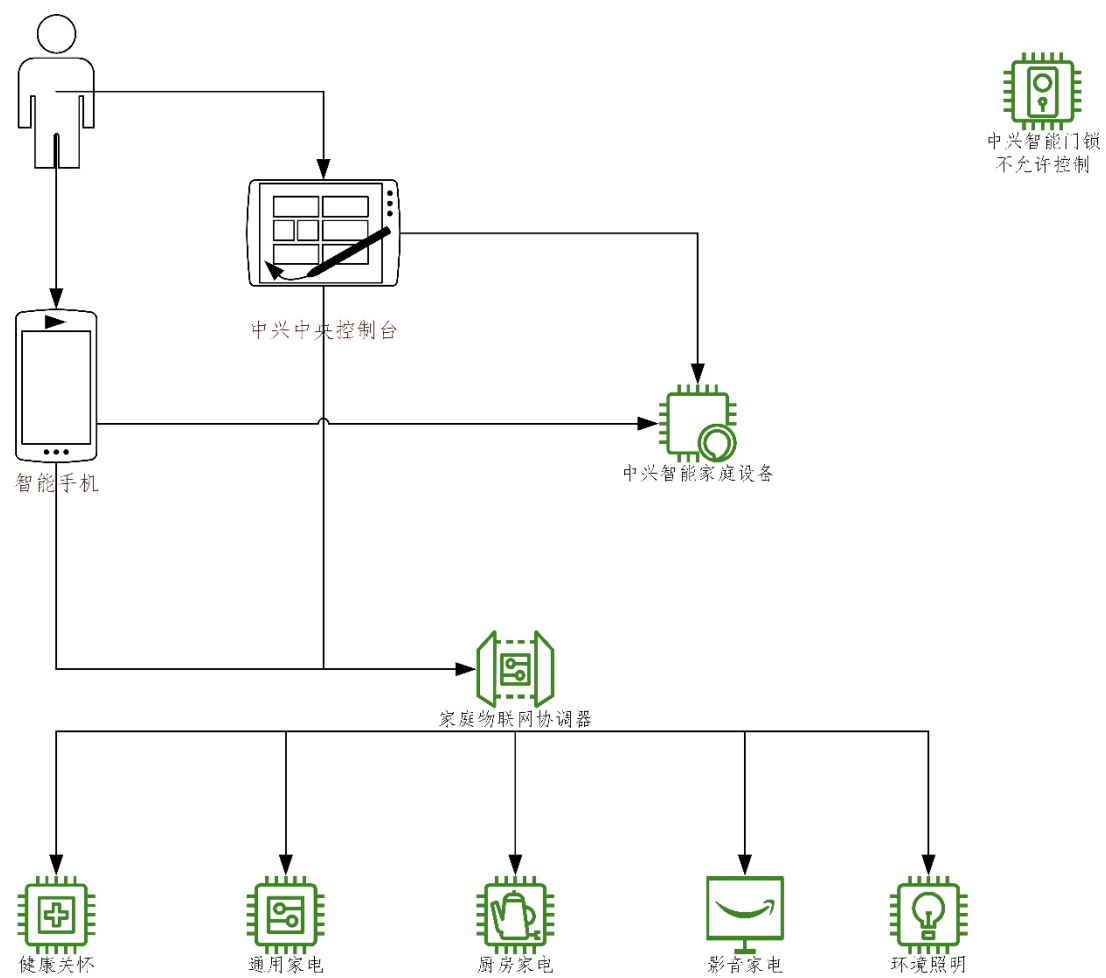 中兴智能门锁
不允许控制
中兴中央控制台
智能手机
中兴智能家庭设备
家庭物联网协调器
健康关怀
通用家电
厨房家电
影音家电
环境照明